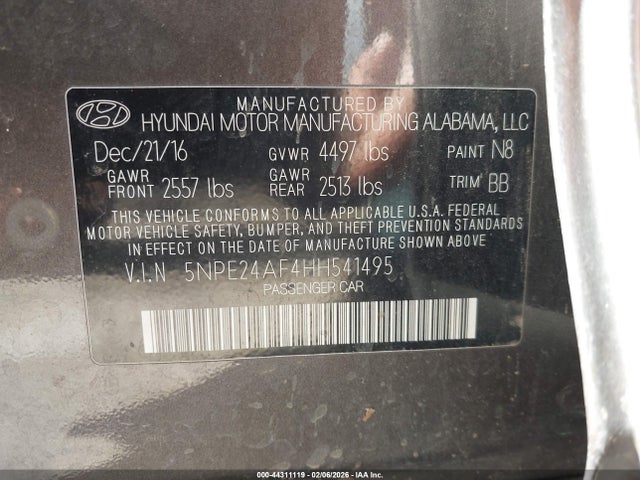 MANUFACTURED BY
HYUNDAI MOTOR MANUFACTURING ALABAMA, LLC
Dec/21/16 GVWR 4497 lbs PAINT N8
GAWR FRONT 2557 lbs GAWR REAR 2513 lbs TRIM BB
THIS VEHICLE CONFORMS TO ALL APPLICABLE U.S.A. FEDERAL
MOTOR VEHICLE SAFETY, BUMPER, AND THEFT PREVENTION STANDARDS
IN EFFECT ON THE DATE OF MANUFACTURE SHOWN ABOVE.
V.I.N 5NPE24AF4HH541495
PASSENGER CAR
000-44311119 | 02/06/2026 | IAA Inc.